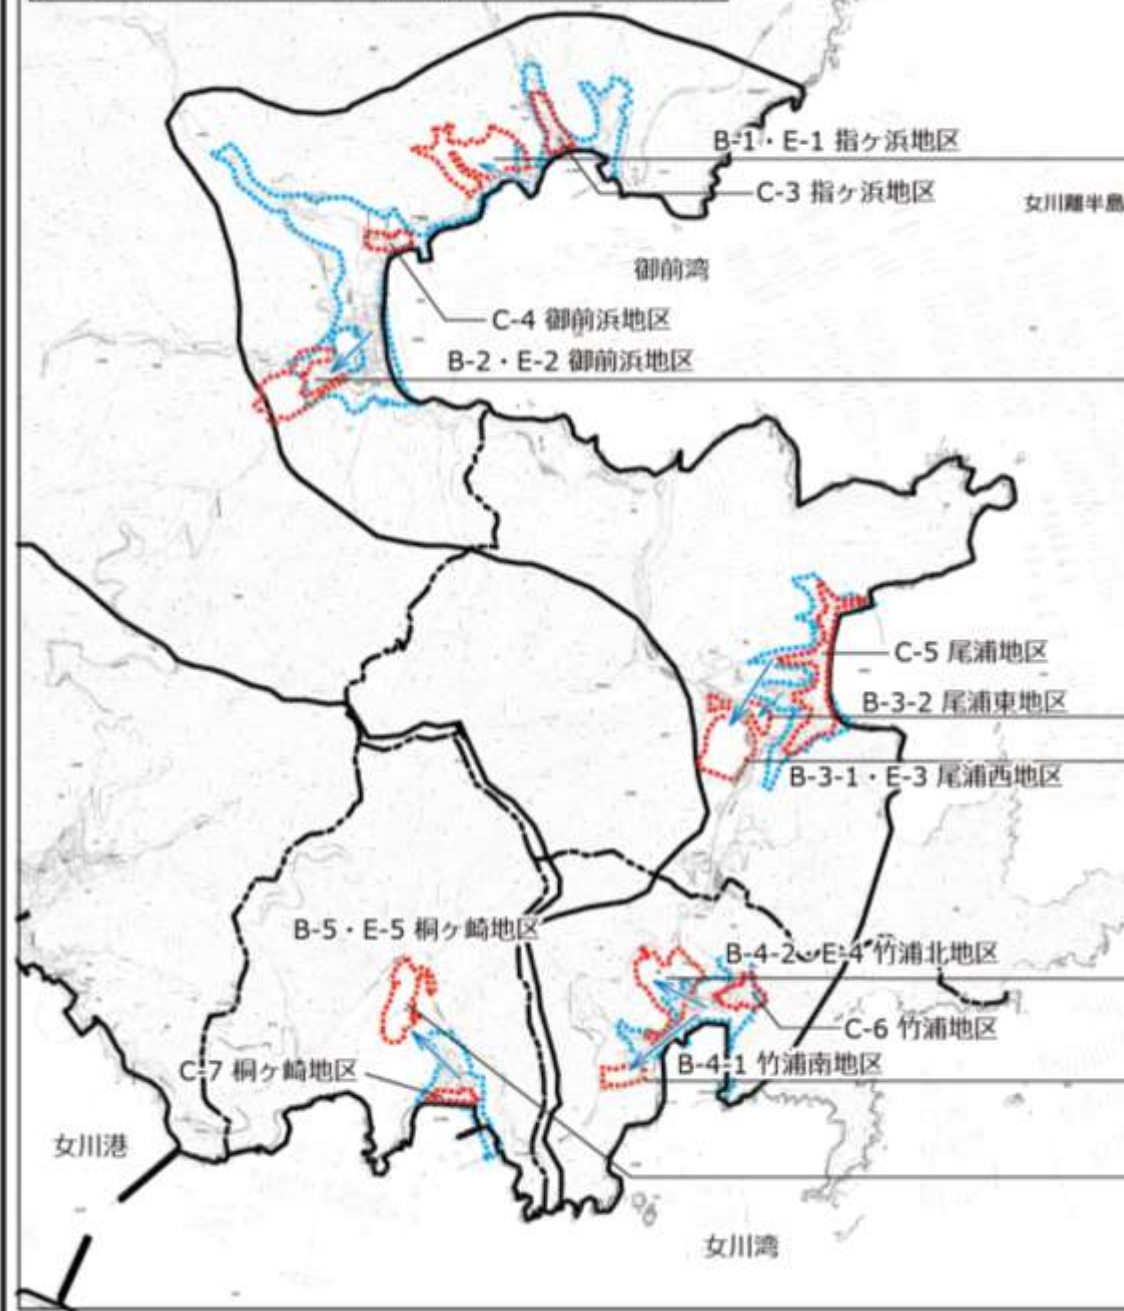 B-1・E-1 指ヶ浜地区
C-3 指ヶ浜地区
女川離半島
御前湾
C-4 御前浜地区
B-2・E-2 御前浜地区
C-5 尾浦地区
B-3-2 尾浦東地区
B-3-1・E-3 尾浦西地区
B-5・E-5 桐ヶ崎地区
B-4-2・E-4 竹浦北地区
C-6 竹浦地区
B-4-1 竹浦南地区
C-7 桐ヶ崎地区
女川港
女川湾